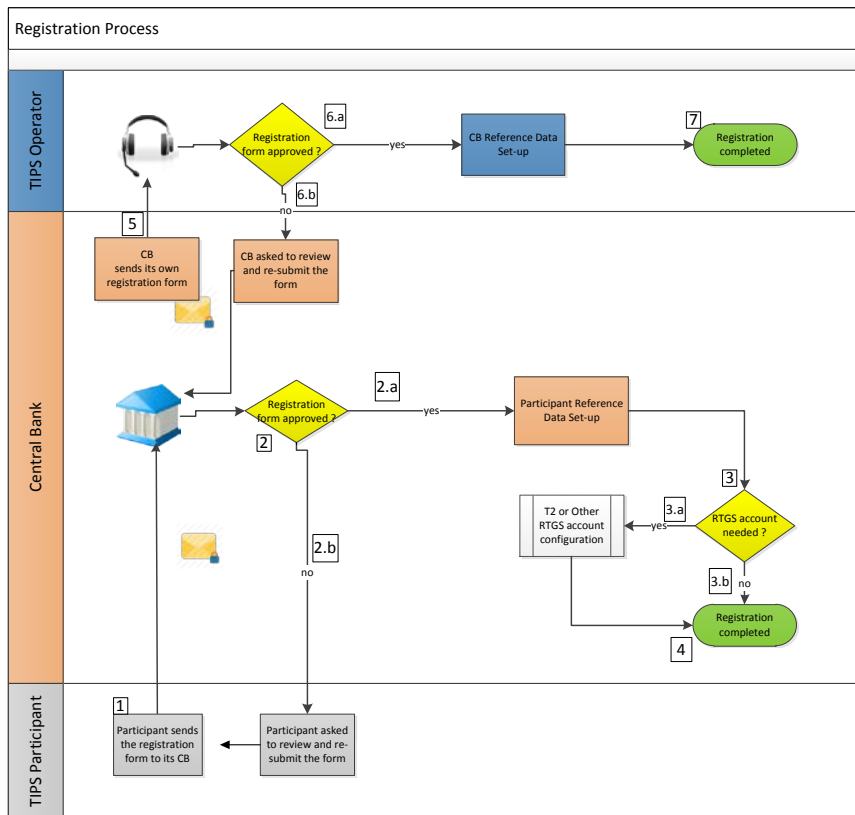 Registration Process
TIPS Operator
6.a
Registration
form approved ?
yes
CB Reference Data
Set-up
7
Registration
completed
6.b
no
5
CB
sends its own
registration form
CB asked to review
and re-submit the
form
Central Bank
2.a
Registration
form approved ?
yes
2
Participant Reference
Data Set-up
3
3.a
T2 or Other
RTGS account
configuration
yes
RTGS account
needed ?
2.b
no
3.b
no
Registration
completed
4
TIPS Participant
1
Participant sends
the registration
form to its CB
Participant asked
to review and re-
submit the form